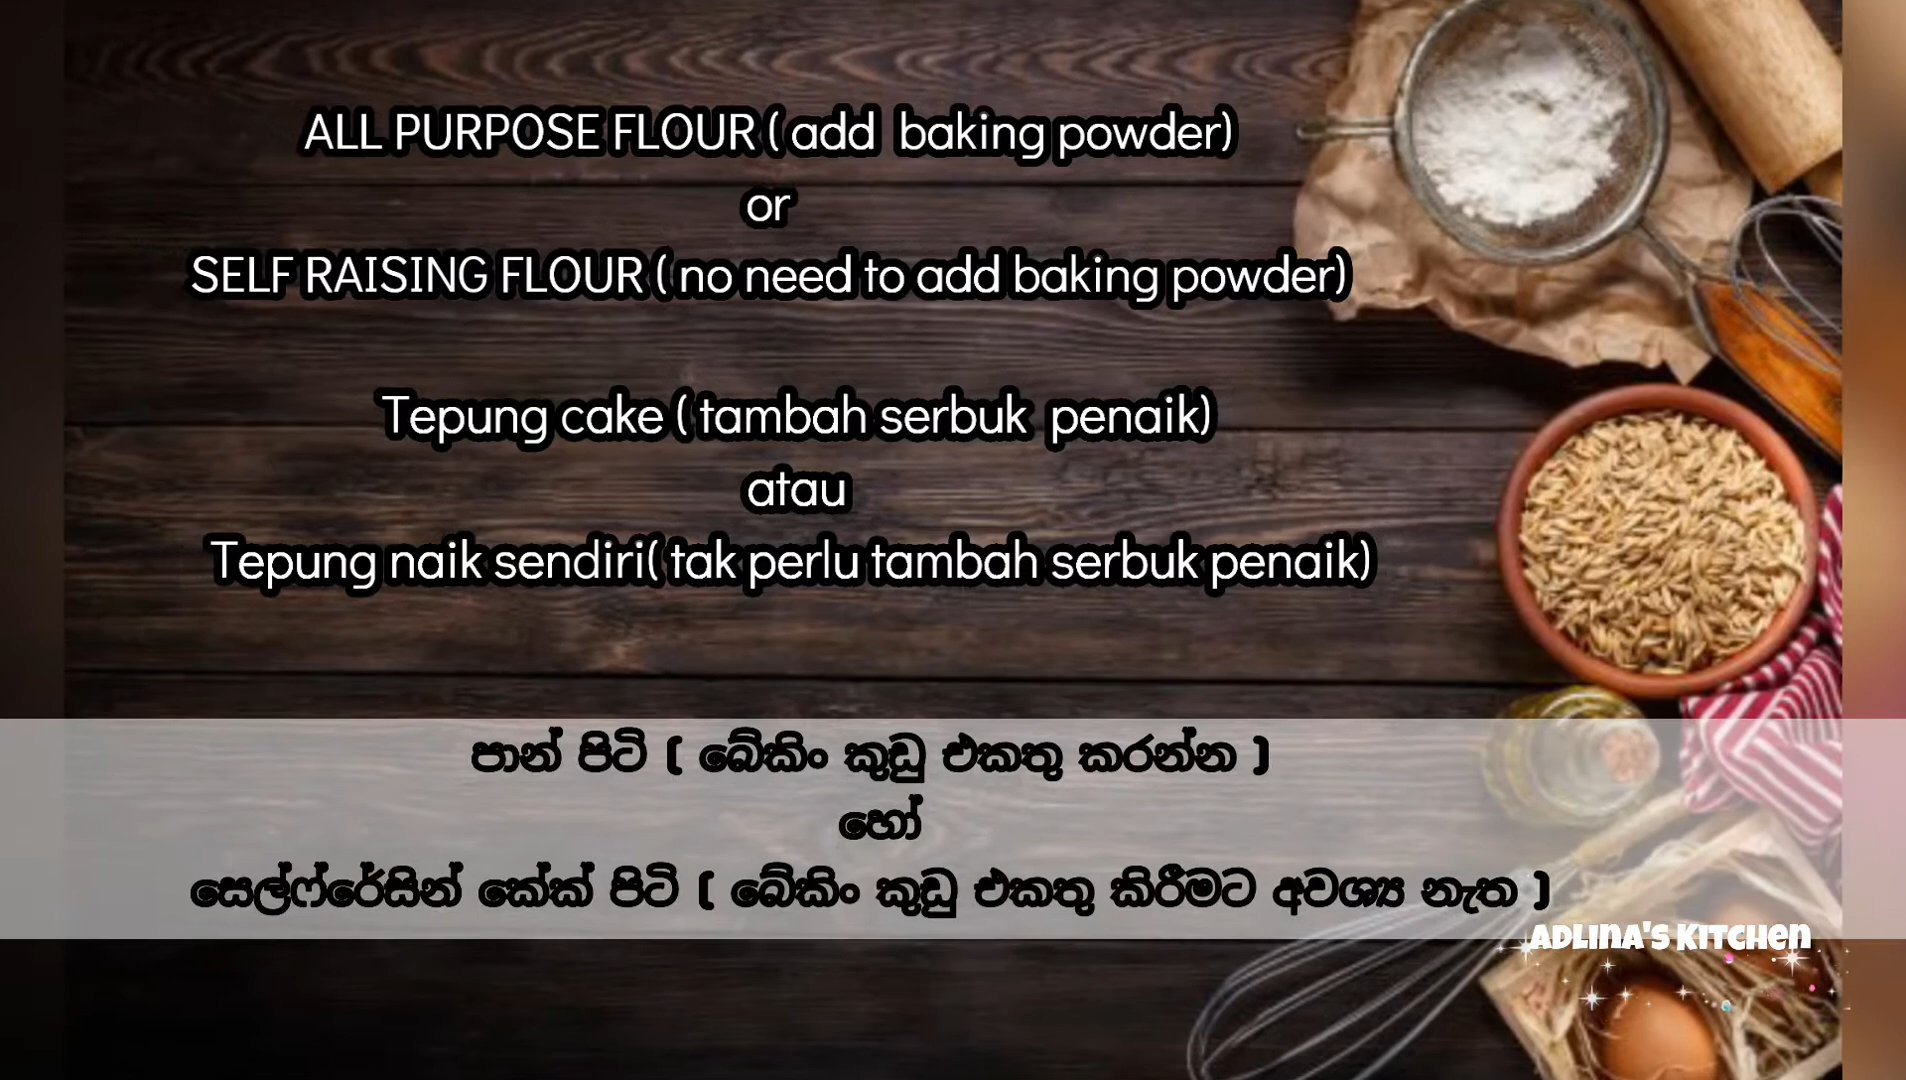 ALL PURPOSE FLOUR ( add baking powder)
or
SELF RAISING FLOUR ( no need to add baking powder)
Tepung cake ( tambah serbuk penaik)
atau
Tepung naik sendiri( tak perlu tambah serbuk penaik)
පාන් පිටි ( බේකිං කුඩු එකතු කරන්න )
හෝ
සෙල්ෆ්රේසින් කේක් පිටි ( බේකිං කුඩු එකතු කිරීමට අවශ්‍ය නැත )
ADLINA'S KITCHEN